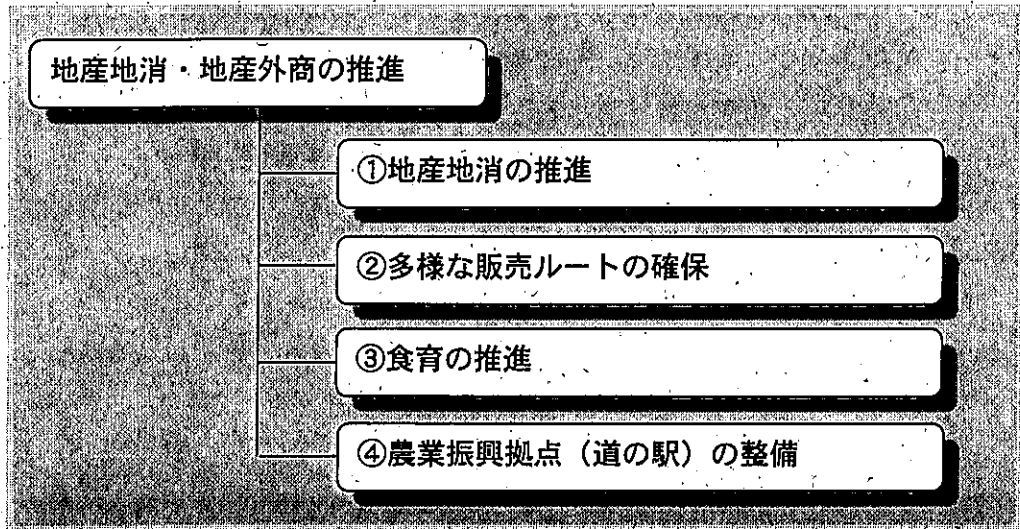 地産地消・地産外商の推進
①地産地消の推進
②多様な販売ルートの確保
③食育の推進
④農業振興拠点（道の駅）の整備